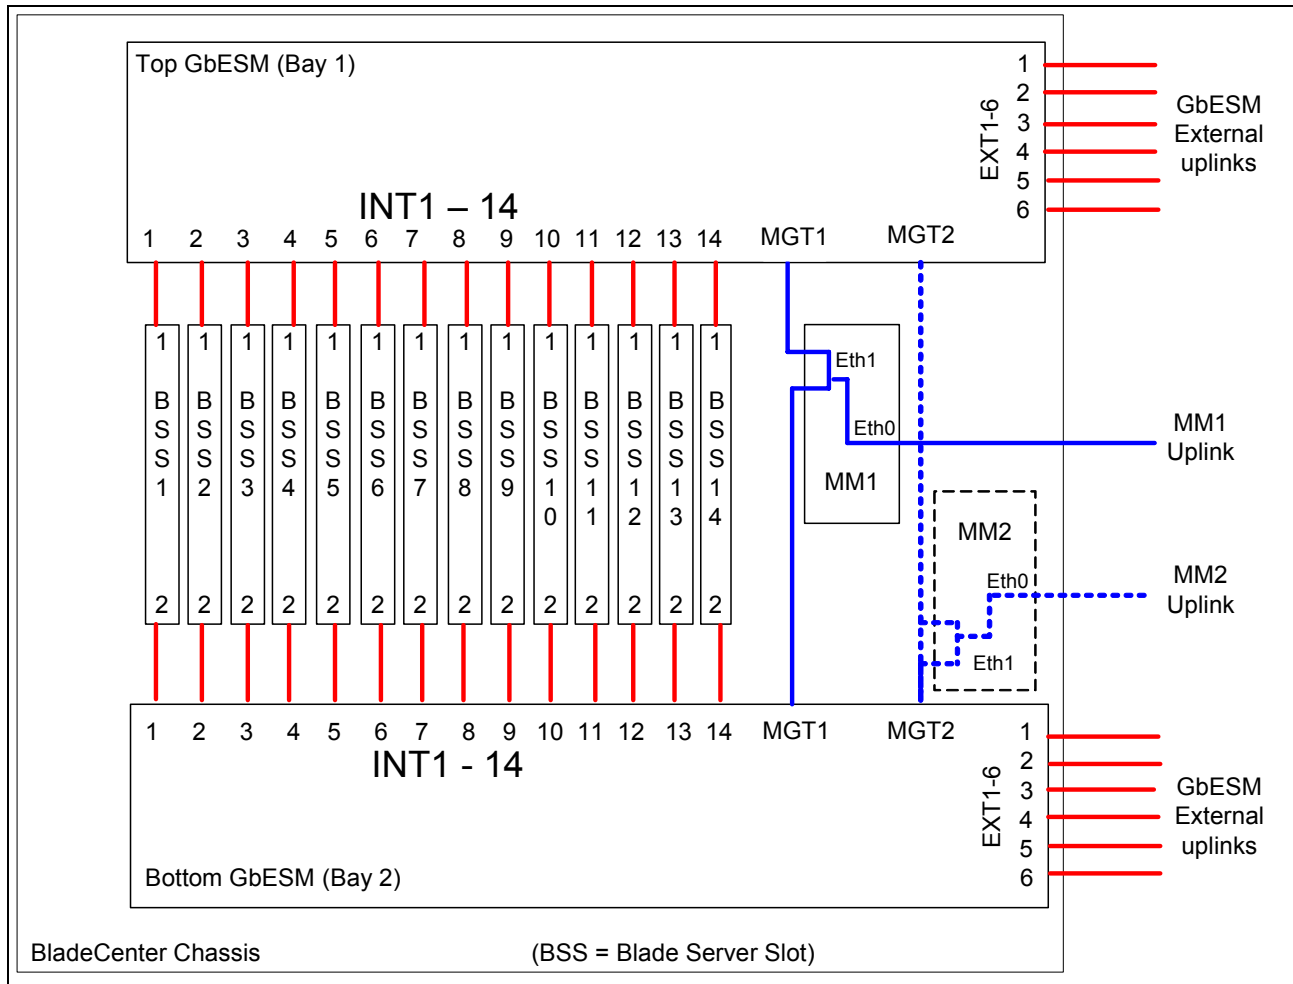 Top GbESM (Bay 1)
EXT1-6
1
2
3
4
5
6
GbESM
External
uplinks
INT1 – 14
1 2 3 4 5 6 7 8 9 10 11 12 13 14 MGT1 MGT2
1 1 1 1 1 1 1 1 1 1 1 1 1 1
BSS1 BSS2 BSS3 BSS4 BSS5 BSS6 BSS7 BSS8 BSS9 BSS10 BSS11 BSS12 BSS13 BSS14
2 2 2 2 2 2 2 2 2 2 2 2 2 2
Eth1
Eth0
MM1
MM1
Uplink
MM2
Eth0
Eth1
MM2
Uplink
1 2 3 4 5 6 7 8 9 10 11 12 13 14 MGT1 MGT2
INT1 - 14
EXT1-6
1
2
3
4
5
6
GbESM
External
uplinks
Bottom GbESM (Bay 2)
BladeCenter Chassis (BSS = Blade Server Slot)